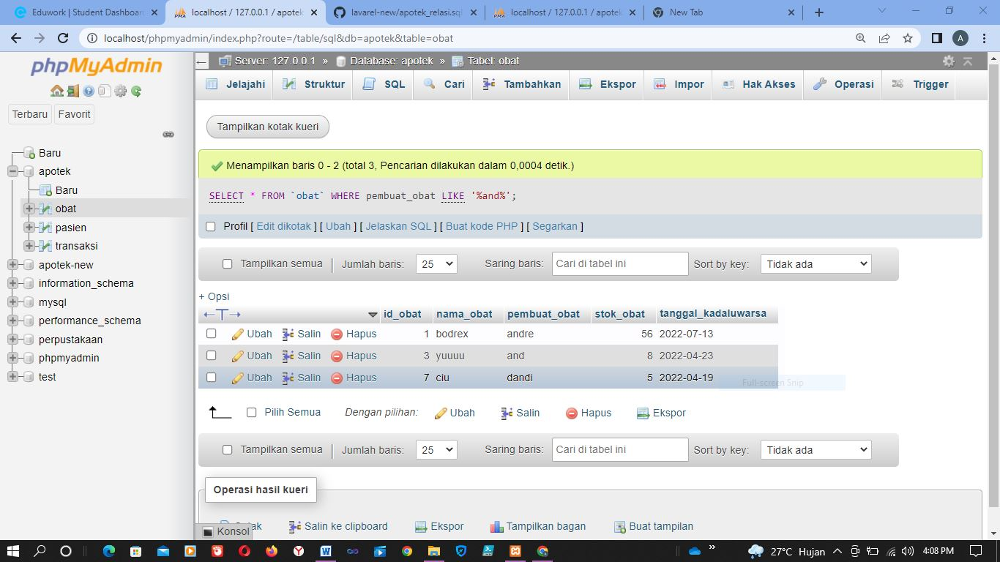 Eduwork | Student Dashboar
localhost / 127.0.0.1 / apotek
lavarel-new/apotek_relasi.sql
localhost / 127.0.0.1 / apotek
New Tab
localhost/phpmyadmin/index.php?route=/table/sql&db=apotek&table=obat
A
phpMyAdmin
Terbaru Favorit
Baru
apotek
Baru
obat
pasien
transaksi
apotek-new
information_schema
mysql
performance_schema
perpustakaan
phpmyadmin
test
Server: 127.0.0.1 » Database: apotek » Tabel: obat
Jelajahi Struktur SQL Cari Tambahkan Ekspor Impor Hak Akses Operasi Trigger
Tampilkan kotak kueri
Menampilkan baris 0 - 2 (total 3, Pencarian dilakukan dalam 0,0004 detik.)
SELECT * FROM `obat` WHERE pembuat_obat LIKE '%and%';
Profil [ Edit dikotak ] [ Ubah ] [ Jelaskan SQL ] [ Buat kode PHP ] [ Segarkan ]
Tampilkan semua | Jumlah baris: 25 Saring baris: Cari di tabel ini Sort by key: Tidak ada
+ Opsi
←T→ id_obat nama_obat pembuat_obat stok_obat tanggal_kadaluwarsa
Ubah Salin Hapus 1 bodrex andre 56 2022-07-13
Ubah Salin Hapus 3 yuuuu and 8 2022-04-23
Ubah Salin Hapus 7 ciu dandi 5 2022-04-19
Full-screen Snip
Pilih Semua Dengan pilihan: Ubah Salin Hapus Ekspor
Tampilkan semua | Jumlah baris: 25 Saring baris: Cari di tabel ini Sort by key: Tidak ada
Operasi hasil kueri
Salin ke clipboard Ekspor Tampilkan bagan Buat tampilan
Konsol
27°C Hujan 4:08 PM